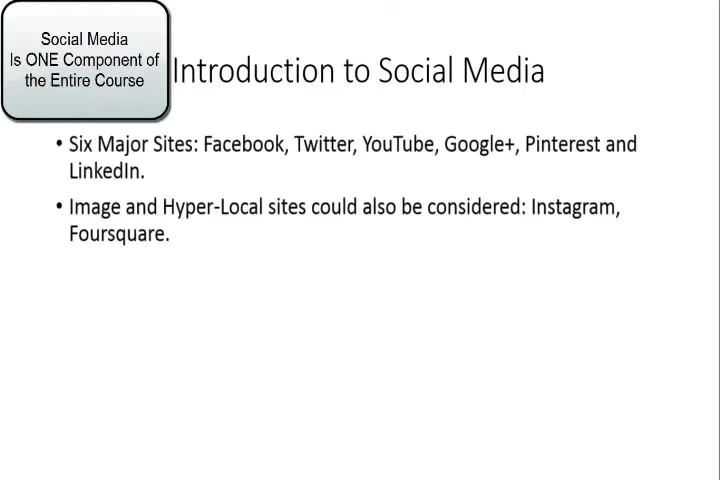 Social Media
Is ONE Component of
the Entire Course
Introduction to Social Media
• Six Major Sites: Facebook, Twitter, YouTube, Google+, Pinterest and
LinkedIn.
• Image and Hyper-Local sites could also be considered: Instagram,
Foursquare.